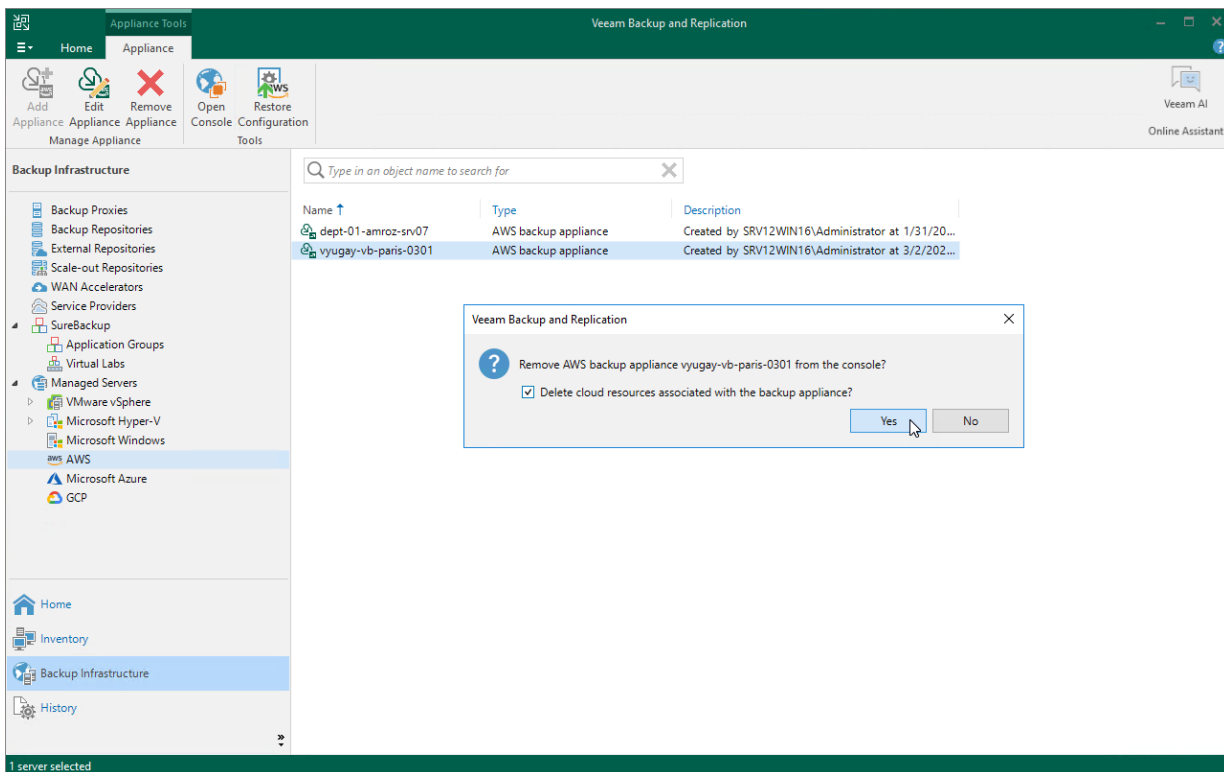 Appliance Tools
Veeam Backup and Replication
Home
Appliance
Add Appliance
Edit Appliance
Remove Appliance
Manage Appliance
Open Console
aws
Restore Configuration
Tools
Veeam AI
Online Assistant
Backup Infrastructure
Backup Proxies
Backup Repositories
External Repositories
Scale-out Repositories
WAN Accelerators
Service Providers
SureBackup
Application Groups
Virtual Labs
Managed Servers
VMware vSphere
Microsoft Hyper-V
Microsoft Windows
aws AWS
Microsoft Azure
GCP
Home
Inventory
Backup Infrastructure
History
Type in an object name to search for
Name Type Description
dept-01-amroz-srv07 AWS backup appliance Created by SRV12WIN16\Administrator at 1/31/20...
vyugay-vb-paris-0301 AWS backup appliance Created by SRV12WIN16\Administrator at 3/2/202...
Veeam Backup and Replication
Remove AWS backup appliance vyugay-vb-paris-0301 from the console?
Delete cloud resources associated with the backup appliance?
Yes No
1 server selected